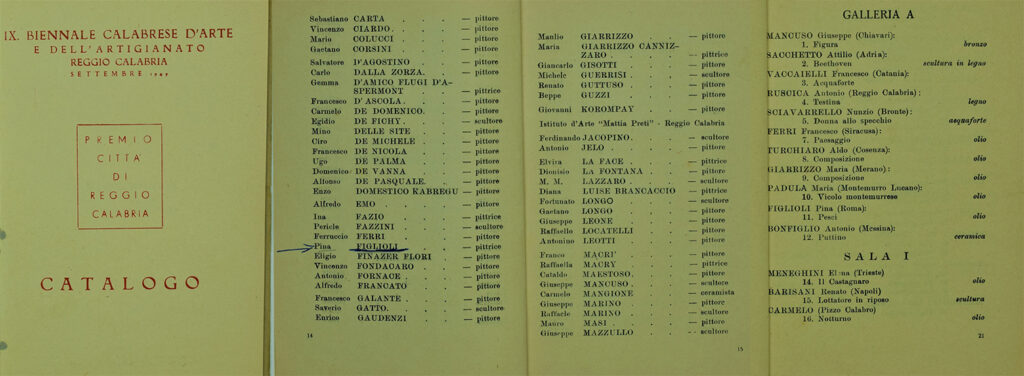 IX. BIENNALE CALABRESE D'ARTE
E DELL'ARTIGIANATO
REGGIO CALABRIA
SETTEMBRE 1949
PREMIO
CITTÀ
DI
REGGIO
CALABRIA
CATALOGO
Sebastiano CARTA . . . — pittore
Vincenzo CIARDO . . . — pittore
Mario COLUCCI . . . — pittore
Gaetano CORSINI . . . — pittore
Salvatore D'AGOSTINO . . . — pittore
Carlo DALLA ZORZA . . . — pittore
Gemma D'AMICO FLUGI D'A-
SPERMONT . . . — pittrice
Francesco D'ASCOLA . . . — pittore
Carmelo DE DOMENICO . . . — pittore
Egidio DE FICHY . . . — scultore
Mino DELLE SITE . . . — pittore
Ciro DE MICHELE . . . — pittore
Francesco DE NICOLA . . . — pittore
Ugo DE PALMA . . . — pittore
Domenico DE VANNA . . . — pittore
Alfonso DE PASQUALE . . . — pittore
Enzo DOMESTICO KABREGU — pittore
Alfredo EMO . . . — pittore
Ina FAZIO . . . — pittrice
Pericle FAZZINI . . . — scultore
Ferruccio FERRI . . . — pittore
Pina FIGLIOLI . . . — pittrice
Eligio FINAZER FLORI — pittore
Vincenzo FONDACARO . . . — pittore
Antonio FORNACE . . . — pittore
Alfredo FRANCATO . . . — pittore
Francesco GALANTE . . . — pittore
Saverio GATTO . . . — scultore
Enrico GAUDENZI . . . — pittore
14
Manlio GIARRIZZO . . . — pittore
Maria GIARRIZZO CANNIZ-
ZARO . . . — pittrice
Giancarlo GISOTTI . . . — pittore
Michele GUERRISI . . . — scultore
Renato GUTTUSO . . . — pittore
Beppe GUZZI . . . — pittore
Giovanni KOROMPAY . . . — pittore
Istituto d'Arte "Mattia Preti" - Reggio Calabria
Ferdinando JACOPINO . . . — scultore
Antonio JELO . . . — pittore
Elvira LA FACE . . . — pittrice
Dionisio LA FONTANA . . . — pittore
M. M. LAZZARO . . . — scultore
Diana LUISE BRANCACCIO — pittrice
Fortunato LONGO . . . — scultore
Gaetano LONGO . . . — pittore
Giuseppe LEONE . . . — pittore
Raffaello LOCATELLI . . . — pittore
Antonino LEOTTI . . . — pittore
Franco MACRI' . . . — pittore
Raffaella MACRY . . . — pittrice
Cataldo MAESTOSO . . . — pittore
Giuseppe MANCUSO . . . — scultore
Carmelo MANGIONE . . . — ceramista
Giuseppe MARINO . . . — pittore
Raffaele MARINO . . . — scultore
Mauro MASI . . . — pittore
Giuseppe MAZZULLO . . . — scultore
15
GALLERIA A
MANCUSO Giuseppe (Chiavari):
1. Figura bronzo
SACCHETTO Attilio (Adria):
2. Beethoven scultura in legno
VACCAIELLI Francesco (Catania):
3. Acquaforte
RUSCICA Antonio (Reggio Calabria):
4. Testina legno
SCIAVARRELLO Nunzio (Bronte):
5. Donna allo specchio acquaforte
FERRI Francesco (Siracusa):
7. Paesaggio olio
TURCHIARO Aldo (Cosenza):
8. Composizione olio
GIARRIZZO Maria (Merano):
9. Composizione olio
PADULA Maria (Montemurro Lucano):
10. Vicolo montemurrese olio
FIGLIOLI Pina (Roma):
11. Pesci olio
BONFIGLIO Antonio (Messina):
12. Puttino ceramica
SALA I
MENEGHINI Elena (Trieste)
14. Il Castagnaro olio
BARISANI Renato (Napoli)
15. Lottatore in riposo scultura
CARMELO (Pizzo Calabro)
16. Notturno olio
21